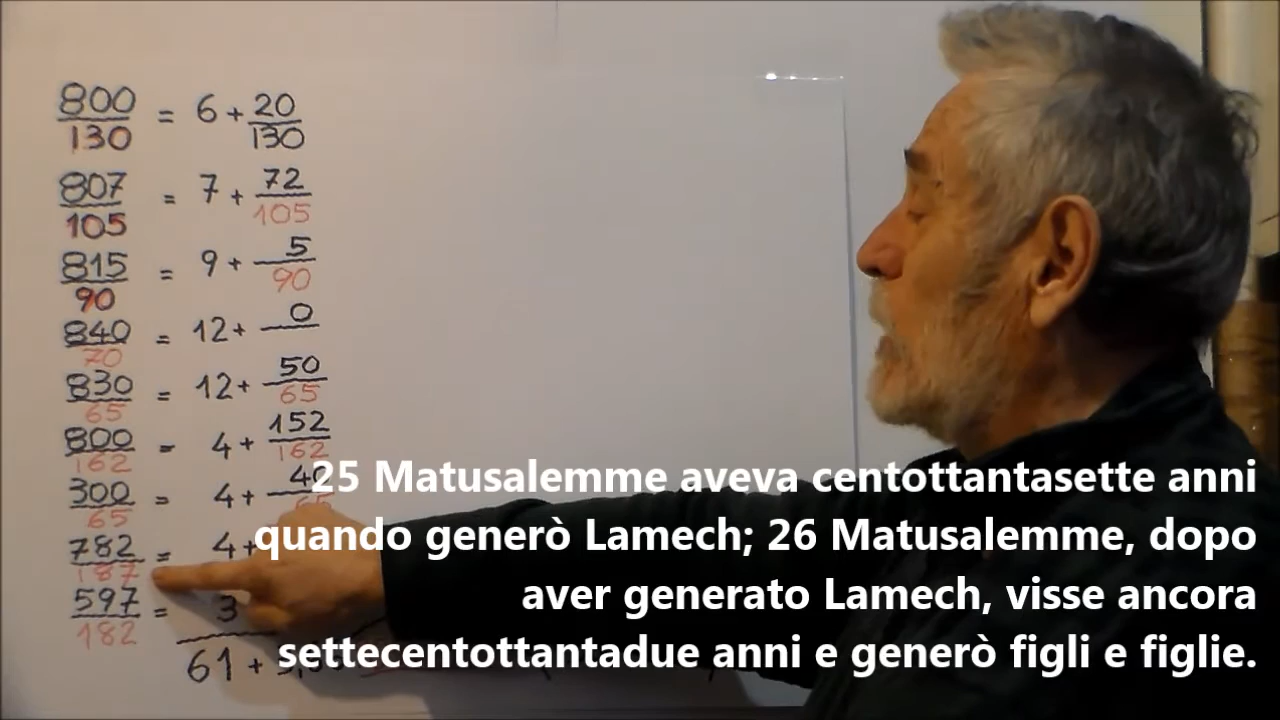 800/130 = 6 + 20/130
807/105 = 7 + 72/105
815/90 = 9 + 5/90
840/70 = 12 + 0
830/65 = 12 + 50/65
800/162 = 4 + 152/162
300/65 = 4 + 40/65
782/187 = 4 +
597/182 = 3
61 +
25 Matusalemme aveva centottantasette anni
quando generò Lamech; 26 Matusalemme, dopo
aver generato Lamech, visse ancora
settecentottantadue anni e generò figli e figlie.